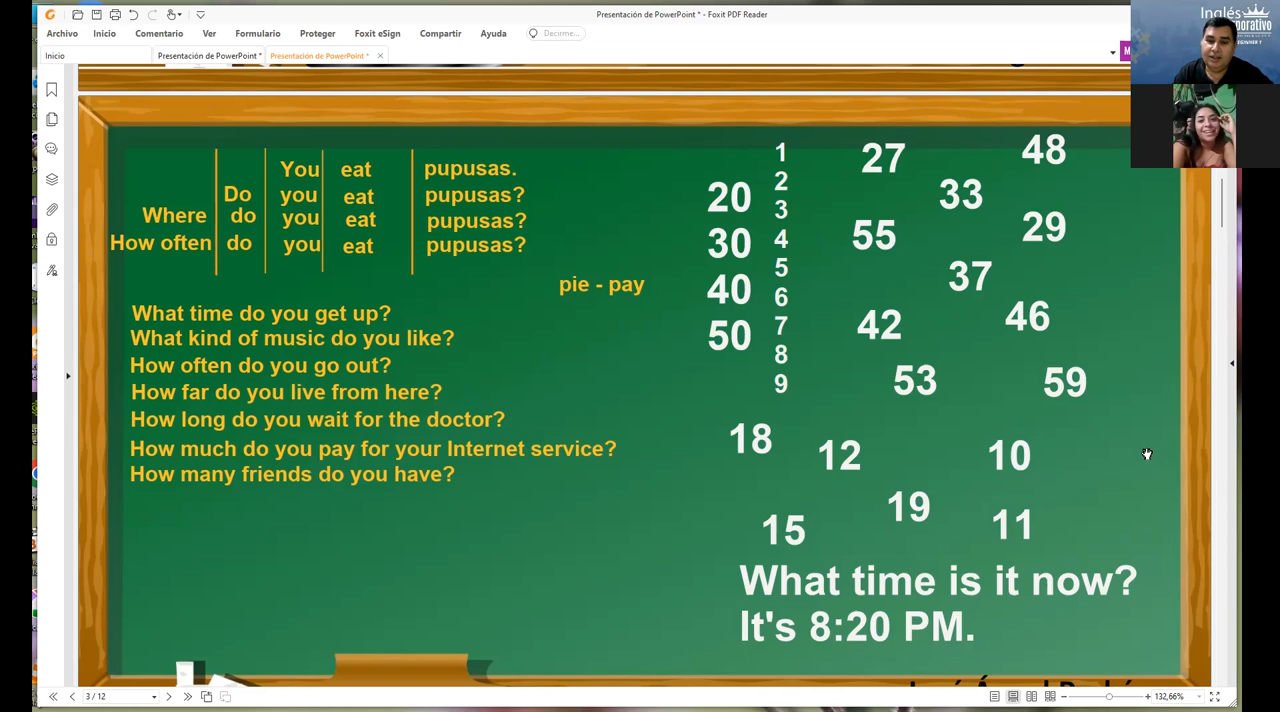 Presentación de PowerPoint * - Foxit PDF Reader
Archivo Inicio Comentario Ver Formulario Proteger Foxit eSign Compartir Ayuda Decirme...
Inicio Presentación de PowerPoint * Presentación de PowerPoint *
M
Inglés
BEGINNER 1
You eat pupusas.
Do you eat pupusas?
Where do you eat pupusas?
How often do you eat pupusas?
pie - pay
What time do you get up?
What kind of music do you like?
How often do you go out?
How far do you live from here?
How long do you wait for the doctor?
How much do you pay for your Internet service?
How many friends do you have?
20
30
40
50
1
2
3
4
5
6
7
8
9
27 48
33
55 29
37
42 46
53 59
18 12 10
15 19 11
What time is it now?
It's 8:20 PM.
3 / 12
132,66%